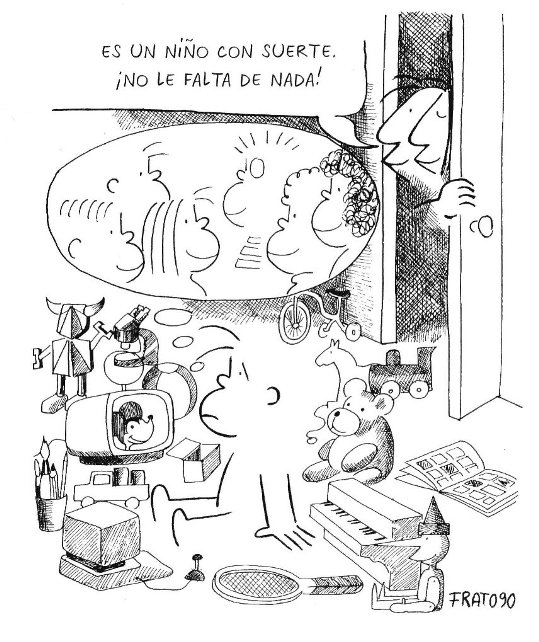 ES UN NIÑO CON SUERTE.
¡NO LE FALTA DE NADA!
FRATO90